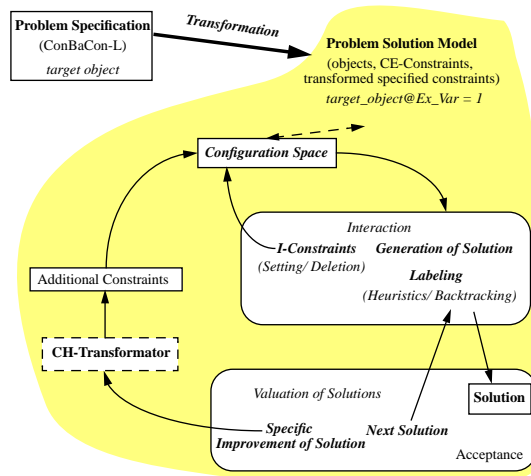 Problem Specification
(ConBaCon-L)
target object
Transformation
Problem Solution Model
(objects, CE-Constraints,
transformed specified constraints)
target_object@Ex_Var = 1
Configuration Space
Interaction
I-Constraints
(Setting/ Deletion)
Generation of Solution
Labeling
(Heuristics/ Backtracking)
Additional Constraints
CH-Transformator
Valuation of Solutions
Solution
Specific
Improvement of Solution
Next Solution
Acceptance